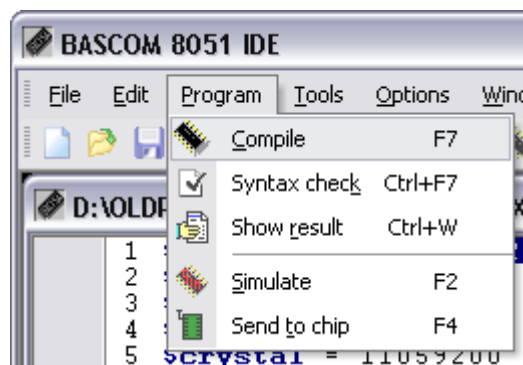 BASCOM 8051 IDE
File Edit Program Tools Options
Compile F7
D:\OLDP
Syntax check Ctrl+F7
Show result Ctrl+W
Simulate F2
Send to chip F4
1
2
3
4
5 $crystal = 11059200